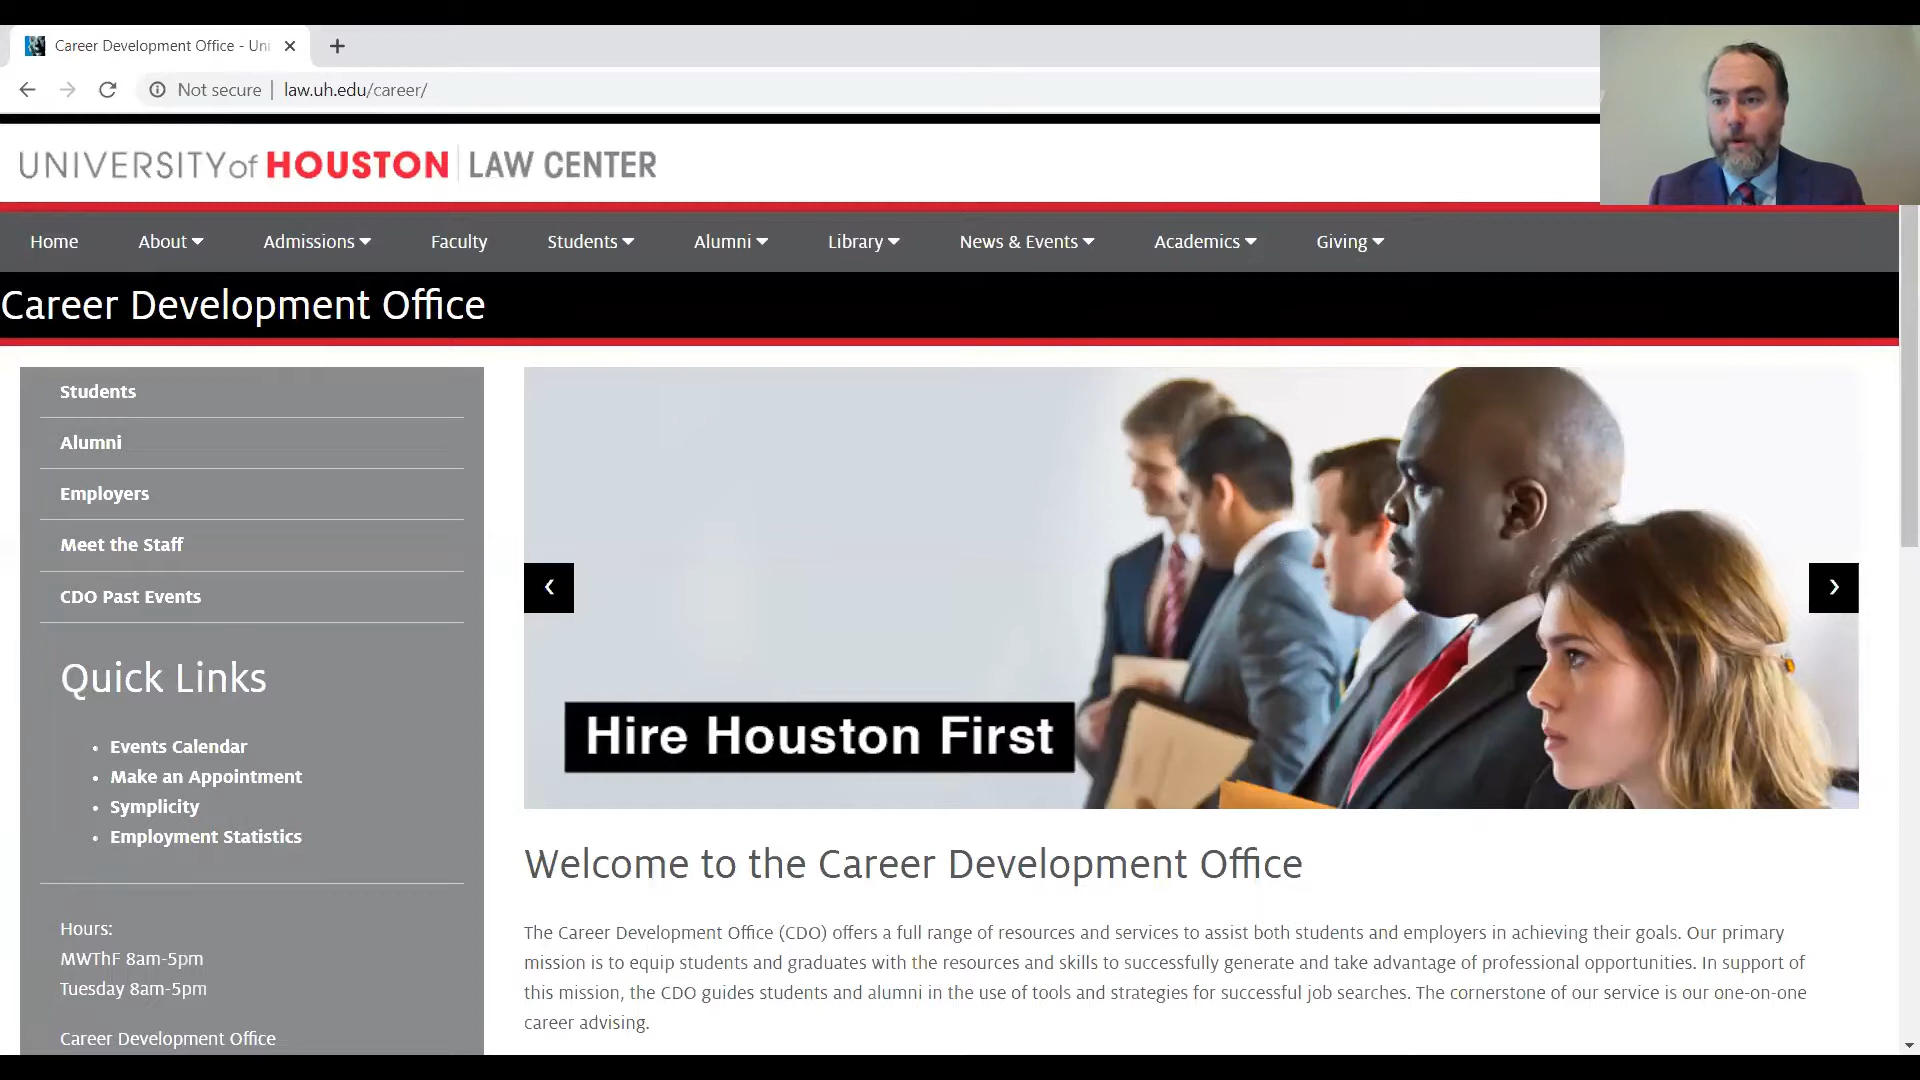 Career Development Office - Uni
Not secure | law.uh.edu/career/
UNIVERSITY of HOUSTON | LAW CENTER
Home About Admissions Faculty Students Alumni Library News & Events Academics Giving
Career Development Office
Students
Alumni
Employers
Meet the Staff
CDO Past Events
Quick Links
• Events Calendar
• Make an Appointment
• Symplicity
• Employment Statistics
Hours:
MWThF 8am-5pm
Tuesday 8am-5pm
Career Development Office
Hire Houston First
Welcome to the Career Development Office
The Career Development Office (CDO) offers a full range of resources and services to assist both students and employers in achieving their goals. Our primary
mission is to equip students and graduates with the resources and skills to successfully generate and take advantage of professional opportunities. In support of
this mission, the CDO guides students and alumni in the use of tools and strategies for successful job searches. The cornerstone of our service is our one-on-one
career advising.